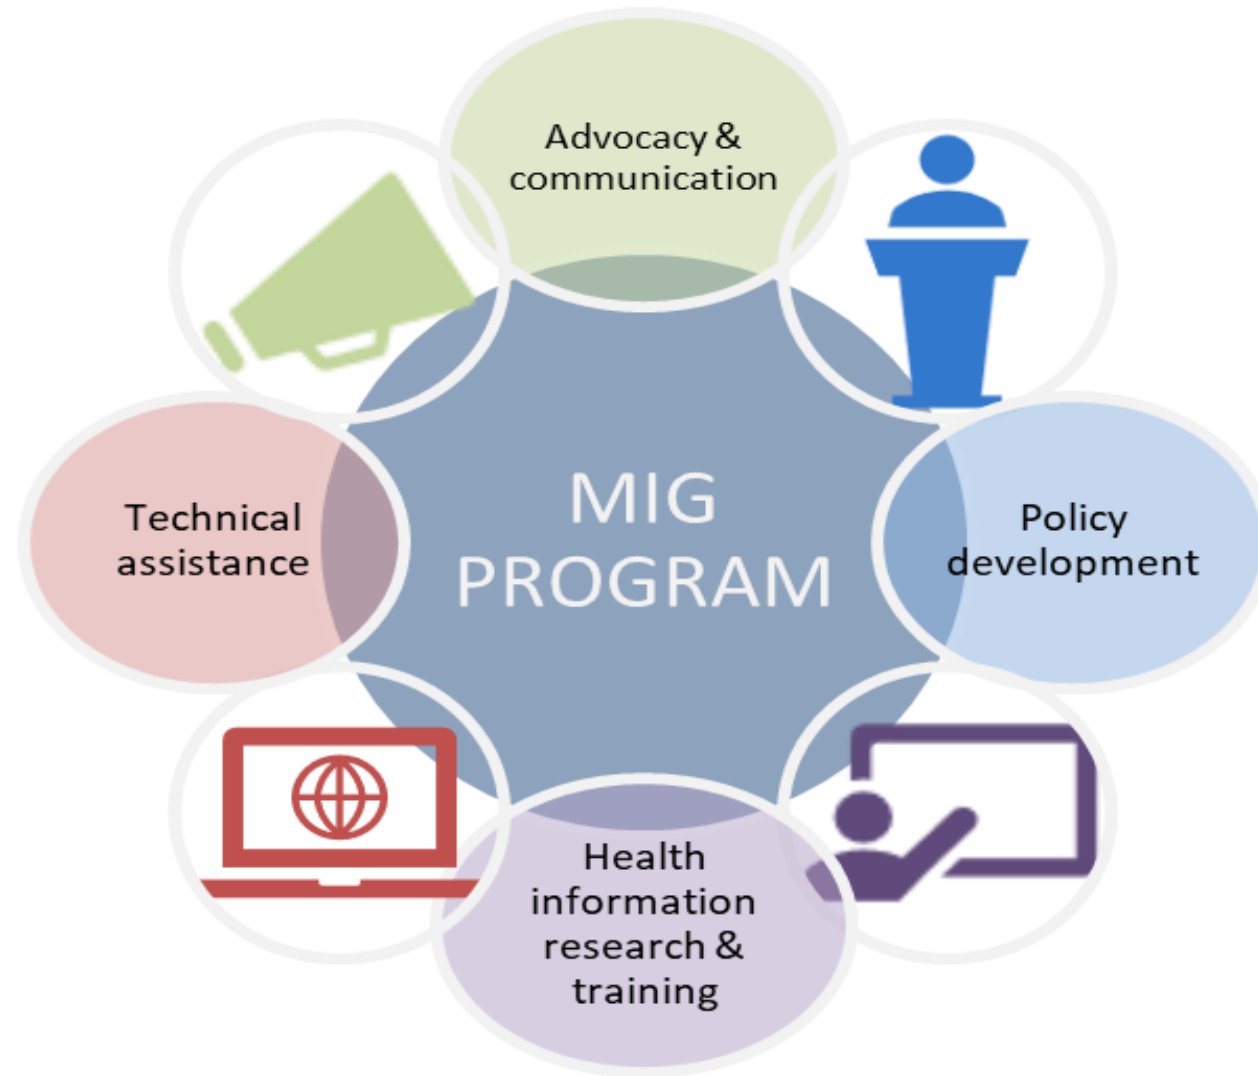 Advocacy &
communication
MIG
PROGRAM
Technical
assistance
Policy
development
Health
information
research &
training